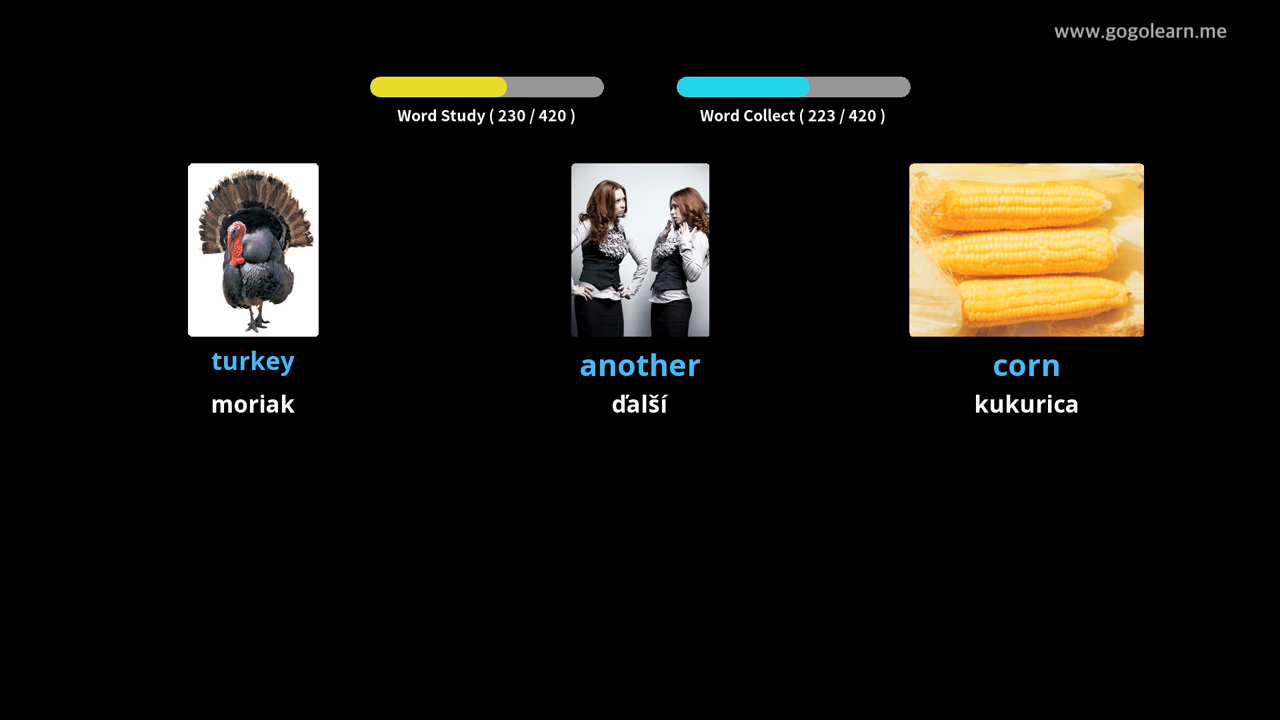 www.gogolearn.me
Word Study ( 230 / 420 )
Word Collect ( 223 / 420 )
turkey
another
corn
moriak
ďalší
kukurica